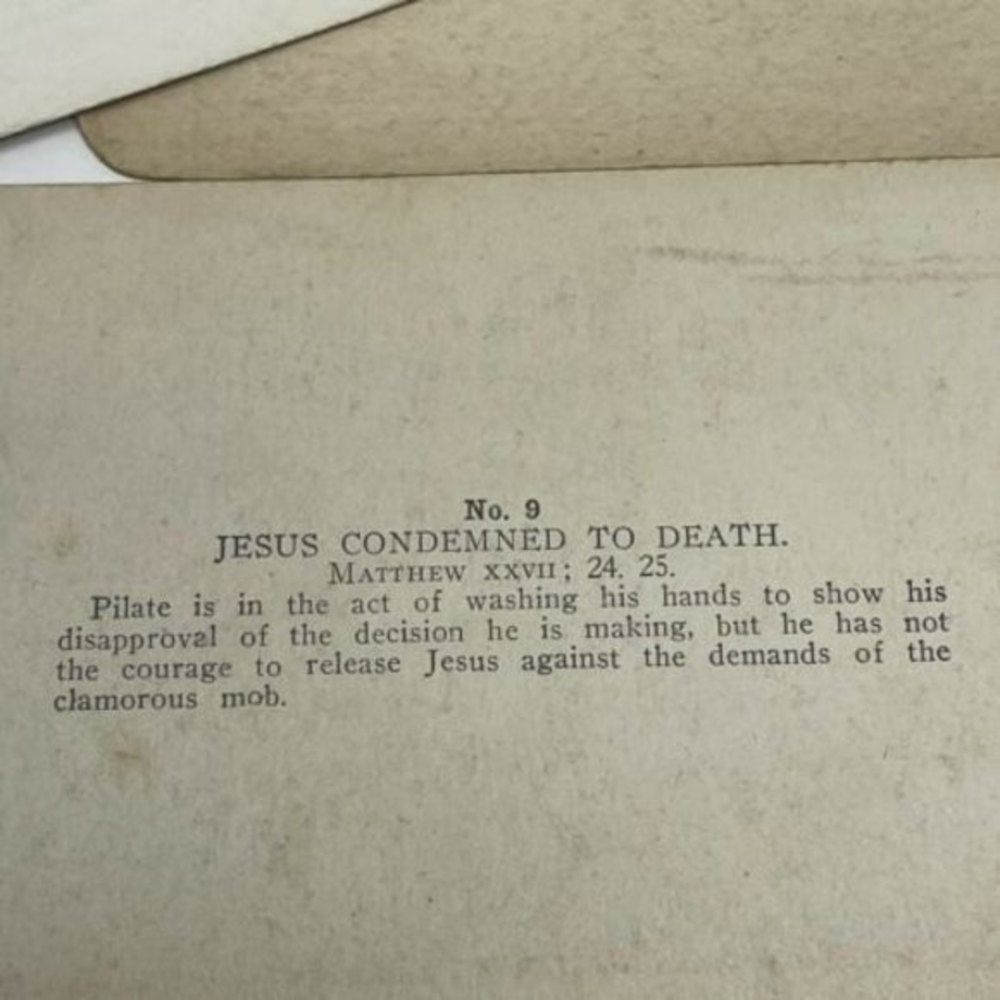 No. 9
JESUS CONDEMNED TO DEATH.
MATTHEW XXVII; 24. 25.
Pilate is in the act of washing his hands to show his
disapproval of the decision he is making, but he has not
the courage to release Jesus against the demands of the
clamorous mob.